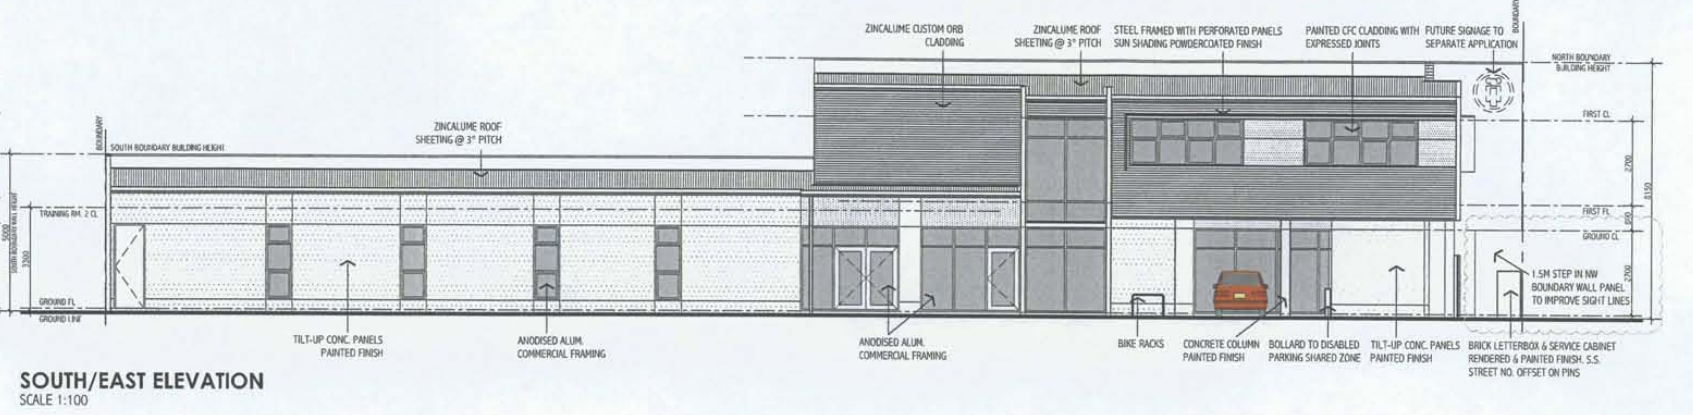 ZINCALUME CUSTOM ORB
CLADDING
ZINCALUME ROOF
SHEETING @ 3° PITCH
STEEL FRAMED WITH PERFORATED PANELS
SUN SHADING POWDERCOATED FINISH
PAINTED CFC CLADDING WITH
EXPRESSED JOINTS
FUTURE SIGNAGE TO
SEPARATE APPLICATION
BOUNDARY
NORTH BOUNDARY
BUILDING HEIGHT
BOUNDARY
SOUTH BOUNDARY BUILDING HEIGHT
ZINCALUME ROOF
SHEETING @ 3° PITCH
FIRST CL
2700
8150
TRAINING RM. 2 CL
5000
SOUTH BOUNDARY WALL HEIGHT
3300
FIRST FL
GROUND CL
2700
1.5M STEP IN NW
BOUNDARY WALL PANEL
TO IMPROVE SIGHT LINES
GROUND FL
GROUND LINE
TILT-UP CONC. PANELS
PAINTED FINISH
ANODISED ALUM.
COMMERCIAL FRAMING
ANODISED ALUM.
COMMERCIAL FRAMING
BIKE RACKS
CONCRETE COLUMN
PAINTED FINISH
BOLLARD TO DISABLED
PARKING SHARED ZONE
TILT-UP CONC. PANELS
PAINTED FINISH
BRICK LETTERBOX & SERVICE CABINET
RENDERED & PAINTED FINISH. S.S.
STREET NO. OFFSET ON PINS
SOUTH/EAST ELEVATION
SCALE 1:100